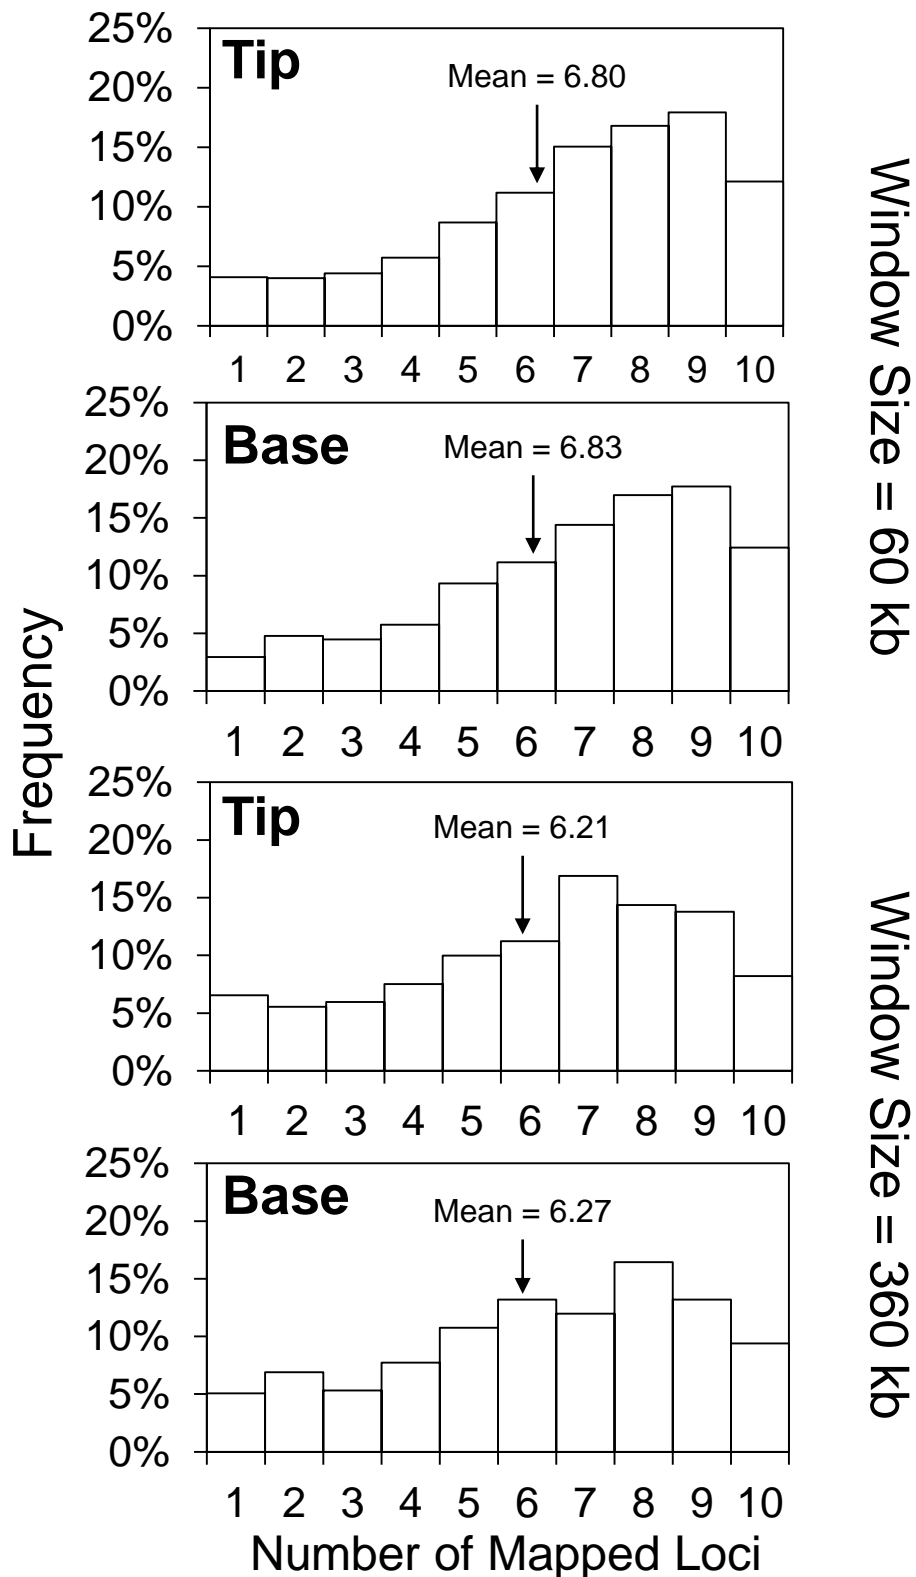 25%
Tip
Mean = 6.80
20%
15%
10%
5%
0%
1 2 3 4 5 6 7 8 9 10
25%
Base
Mean = 6.83
20%
15%
10%
5%
0%
1 2 3 4 5 6 7 8 9 10
Window Size = 60 kb
Frequency
25%
Tip
Mean = 6.21
20%
15%
10%
5%
0%
1 2 3 4 5 6 7 8 9 10
25%
Base
Mean = 6.27
20%
15%
10%
5%
0%
1 2 3 4 5 6 7 8 9 10
Window Size = 360 kb
Number of Mapped Loci